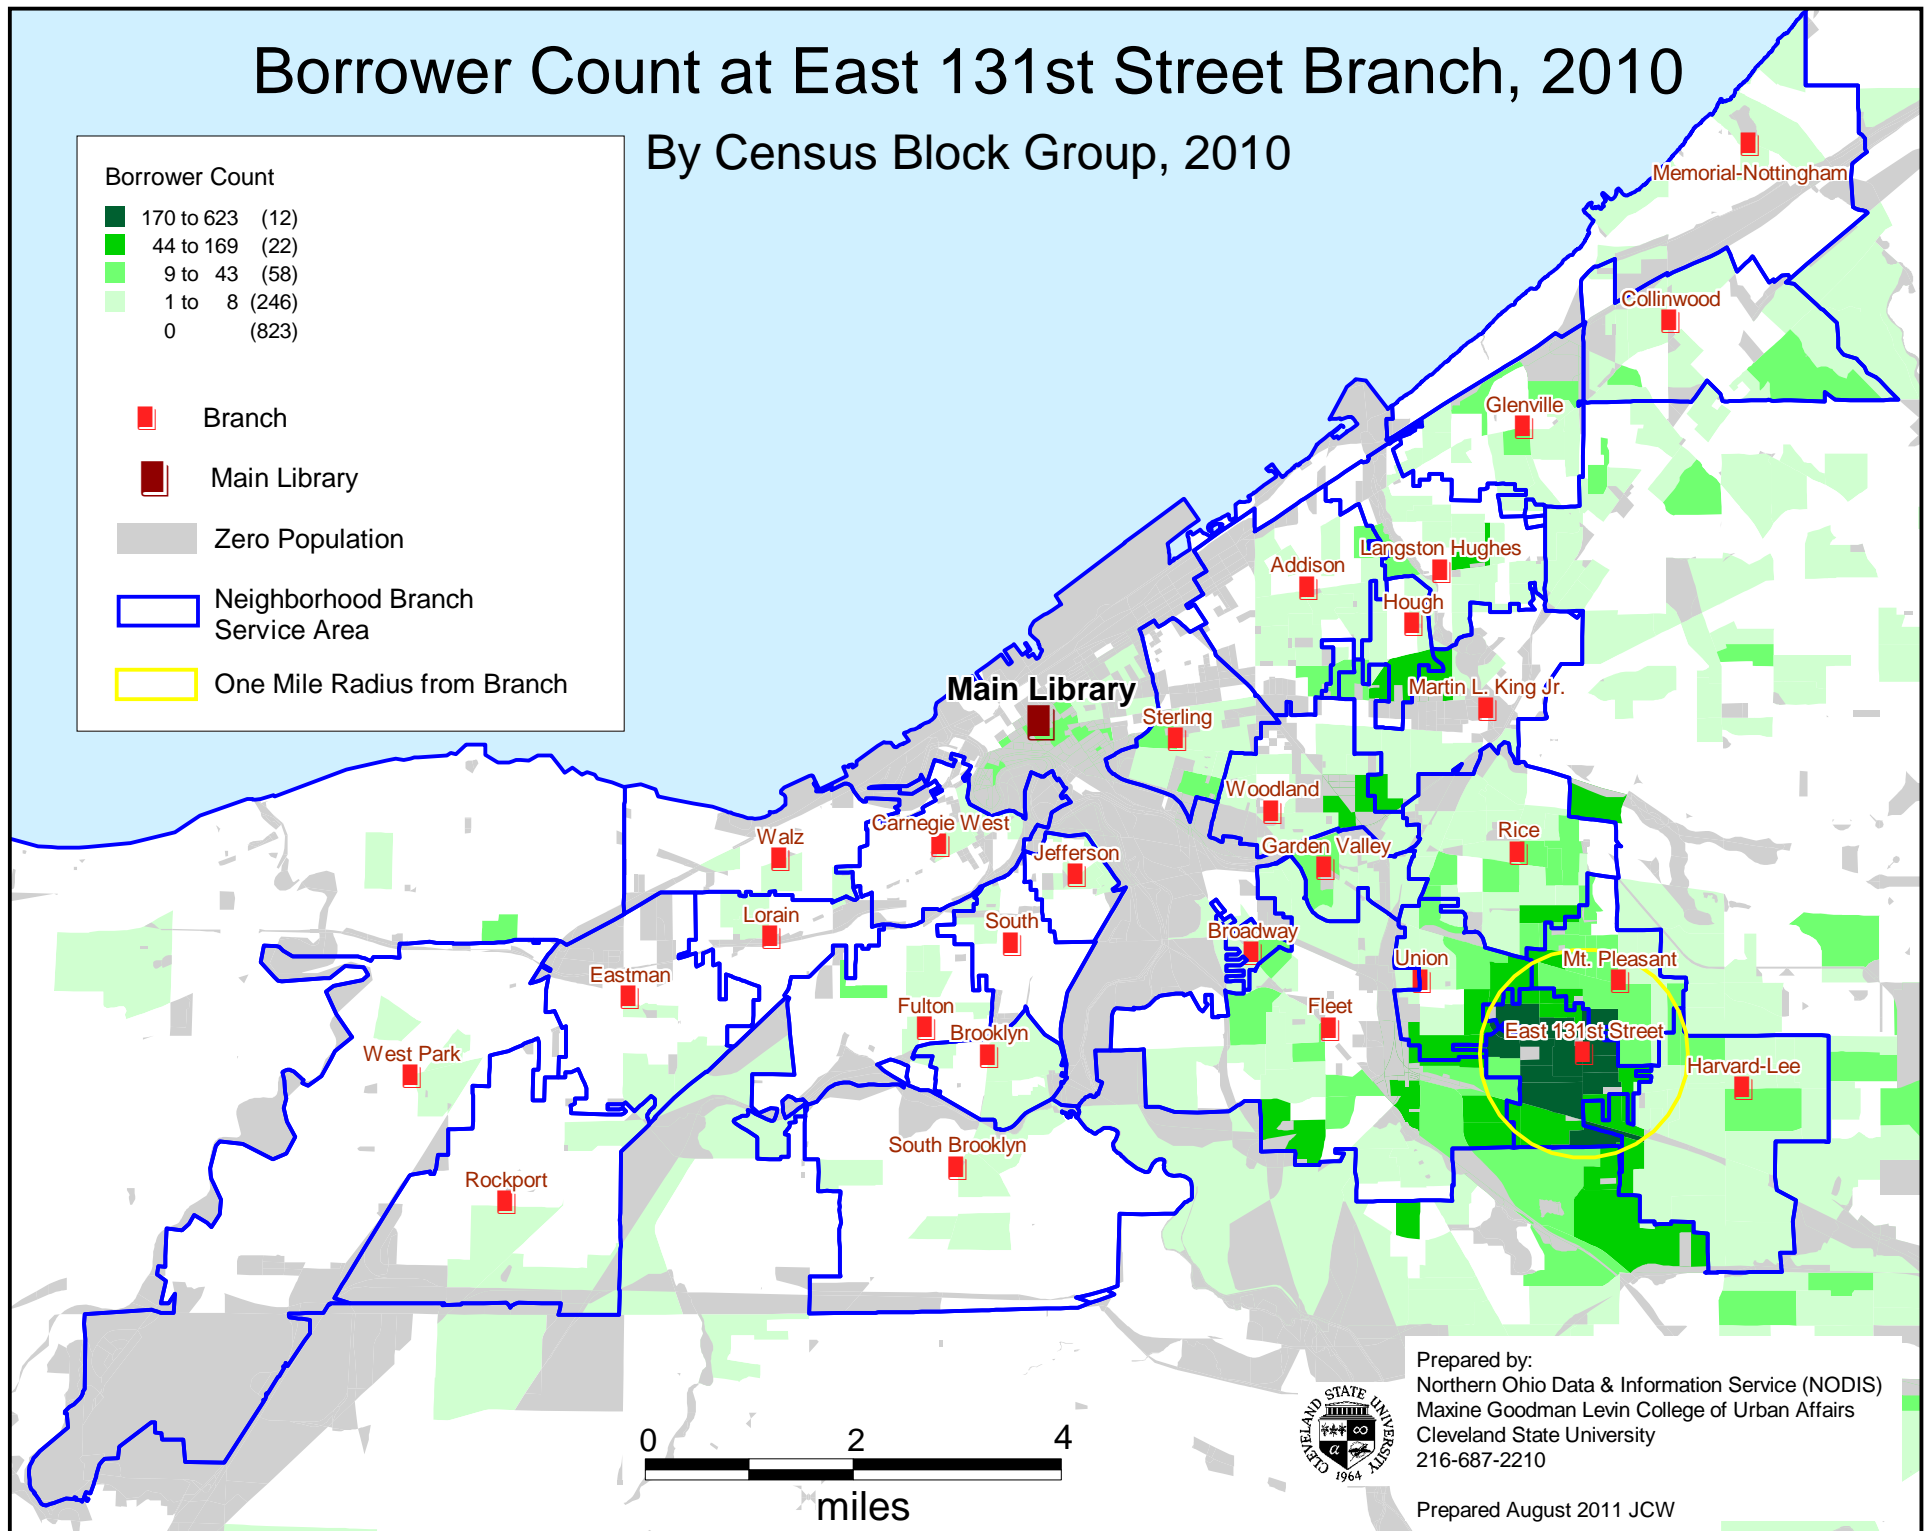 Borrower Count at East 131st Street Branch, 2010
By Census Block Group, 2010
Borrower Count
170 to 623 (12)
44 to 169 (22)
9 to 43 (58)
1 to 8 (246)
0 (823)
Branch
Main Library
Zero Population
Neighborhood Branch
Service Area
One Mile Radius from Branch
Memorial-Nottingham
Collinwood
Glenville
Langston Hughes
Addison
Hough
Martin L. King Jr.
Main Library
Sterling
Woodland
Walz
Carnegie West
Rice
Jefferson
Garden Valley
Lorain
South
Broadway
Union
Mt. Pleasant
Eastman
Fulton
Fleet
Brooklyn
East 131st Street
West Park
Harvard-Lee
South Brooklyn
Rockport
0 2 4
miles
CLEVELAND STATE UNIVERSITY
1964
Prepared by:
Northern Ohio Data & Information Service (NODIS)
Maxine Goodman Levin College of Urban Affairs
Cleveland State University
216-687-2210
Prepared August 2011 JCW